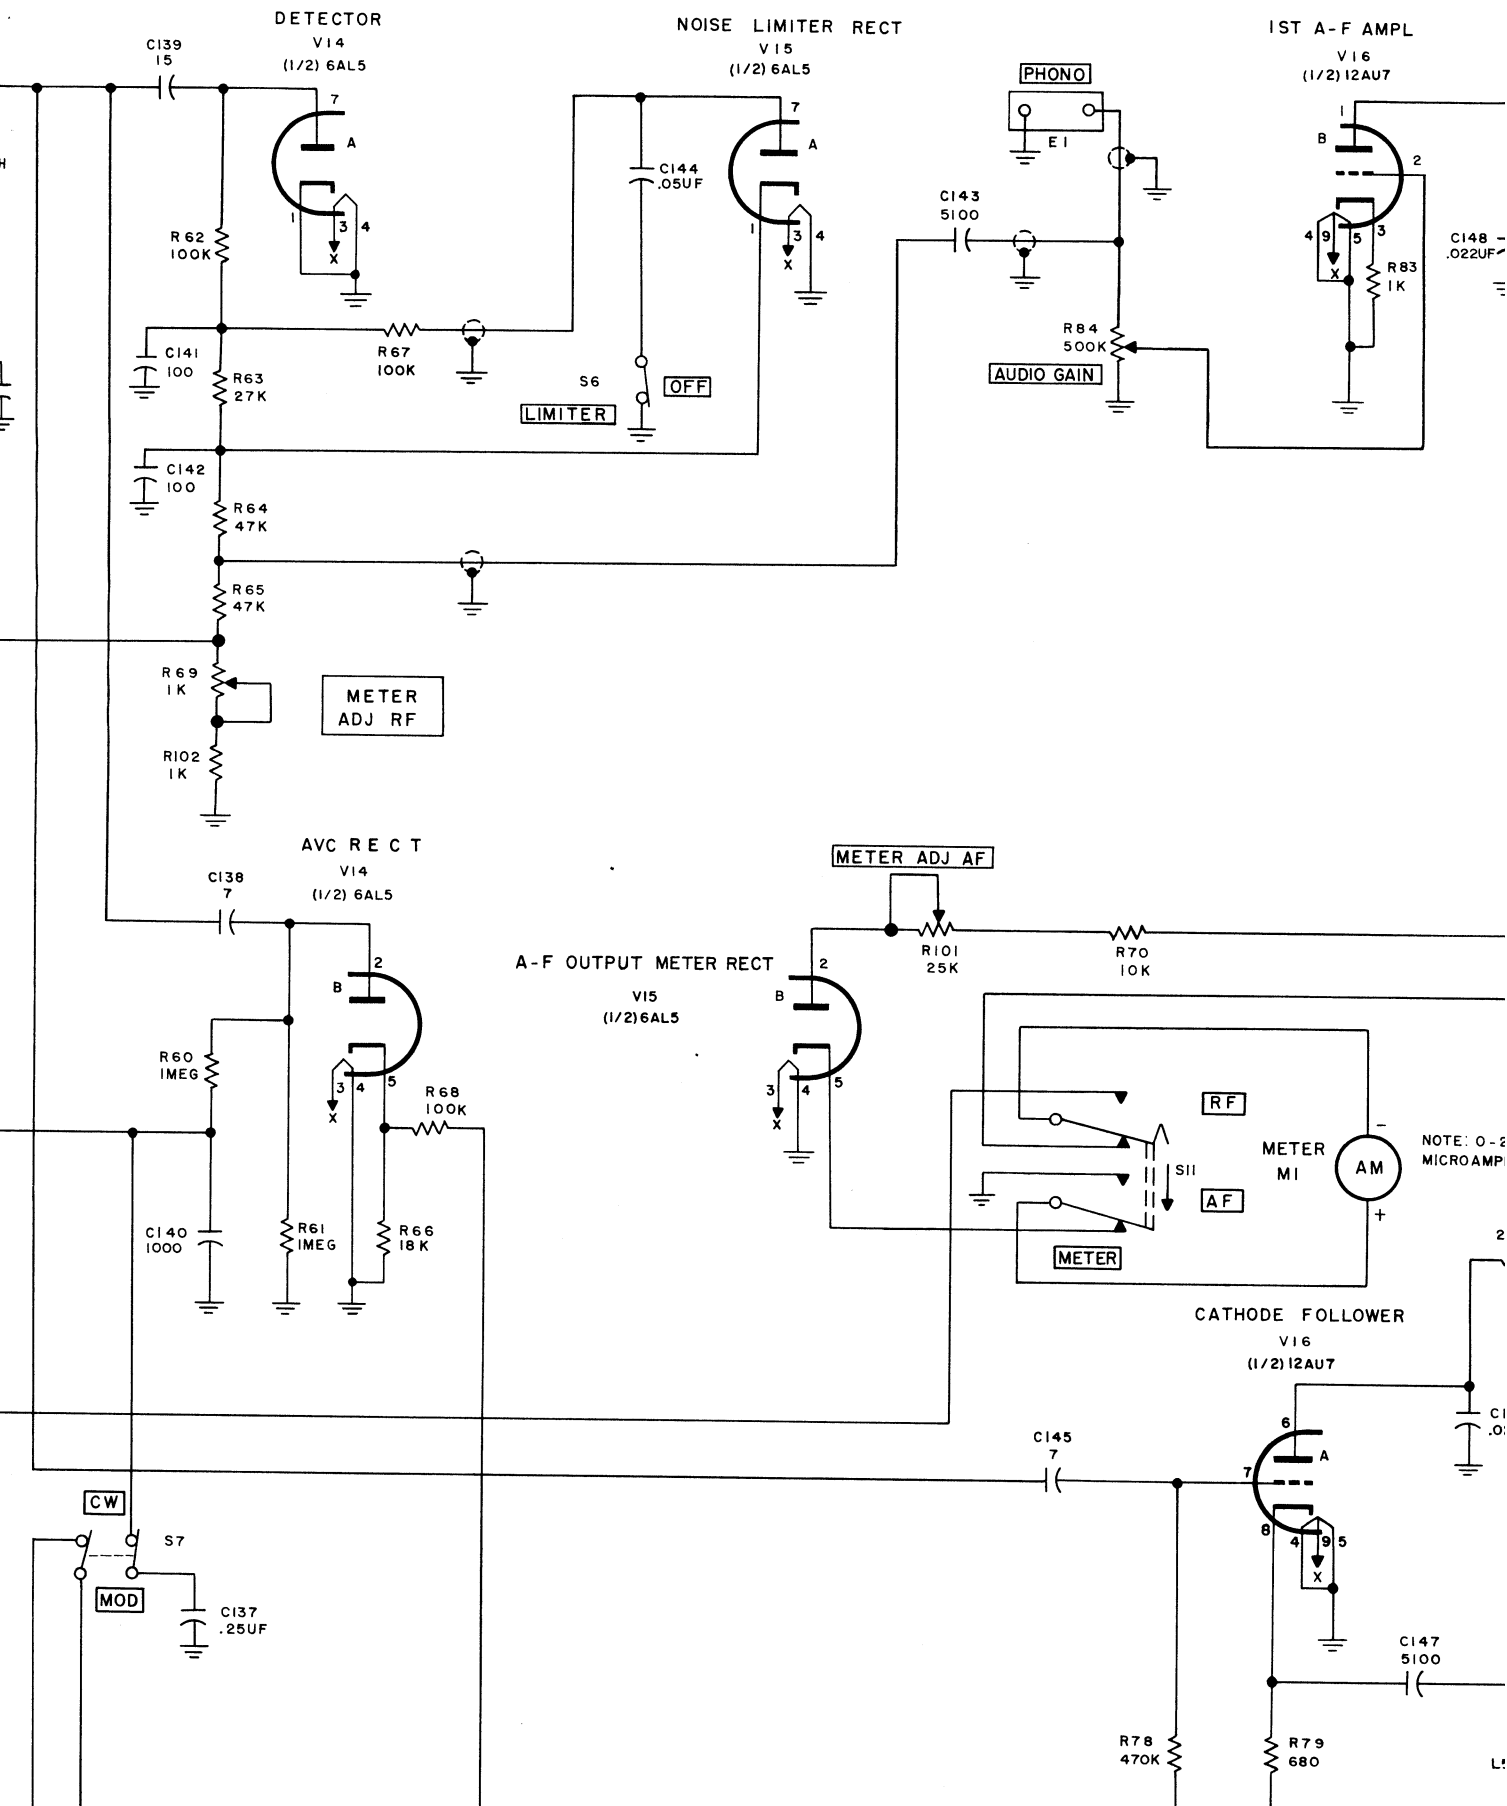 DETECTOR
V14
(1/2) 6AL5
C139
15
7
A
1
3
4
X
R62
100K
C141
100
R63
27K
R67
100K
C142
100
R64
47K
R65
47K
R69
1K
METER
ADJ RF
R102
1K
NOISE LIMITER RECT
V15
(1/2) 6AL5
7
A
C144
.05UF
1
3
4
X
S6
OFF
LIMITER
PHONO
E1
C143
5100
R84
500K
AUDIO GAIN
1ST A-F AMPL
V16
(1/2) 12AU7
1
B
2
4
9
5
3
X
R83
1K
C148
.022UF
H
AVC RECT
V14
(1/2) 6AL5
C138
7
2
B
3
4
5
X
R60
1MEG
R68
100K
C140
1000
R61
1MEG
R66
18K
METER ADJ AF
R101
25K
R70
10K
A-F OUTPUT METER RECT
V15
(1/2) 6AL5
2
B
3
4
5
X
RF
S11
AF
METER
METER
M1
AM
-
+
NOTE: 0-2
MICROAMP
2
CATHODE FOLLOWER
V16
(1/2) 12AU7
6
A
7
8
4
9
5
X
C145
7
CW
S7
MOD
C137
.25UF
C147
5100
R78
470K
R79
680